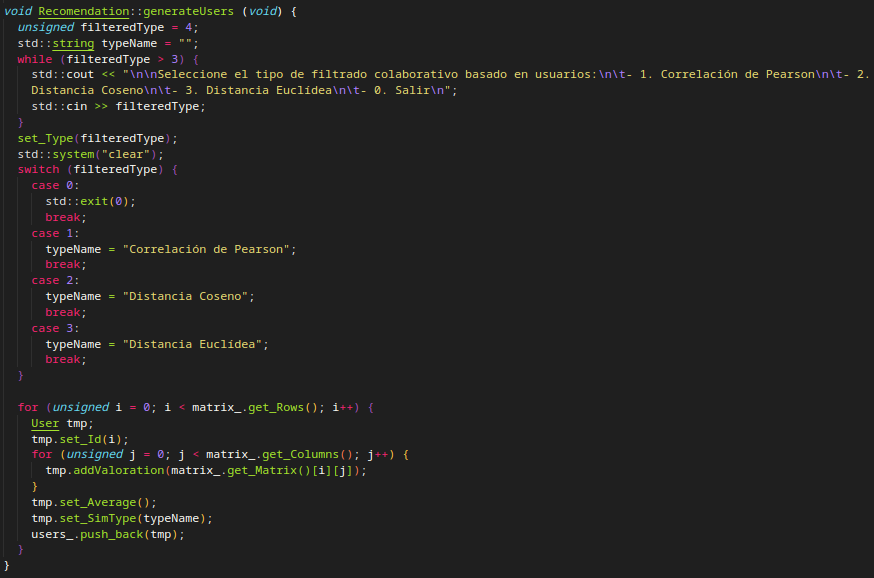 void Recomendation::generateUsers (void) {
  unsigned filteredType = 4;
  std::string typeName = "";
  while (filteredType > 3) {
    std::cout << "\n\nSeleccione el tipo de filtrado colaborativo basado en usuarios:\n\t- 1. Correlación de Pearson\n\t- 2.
    Distancia Coseno\n\t- 3. Distancia Euclídea\n\t- 0. Salir\n";
    std::cin >> filteredType;
  }
  set_Type(filteredType);
  std::system("clear");
  switch (filteredType) {
    case 0:
      std::exit(0);
      break;
    case 1:
      typeName = "Correlación de Pearson";
      break;
    case 2:
      typeName = "Distancia Coseno";
      break;
    case 3:
      typeName = "Distancia Euclídea";
      break;
  }

  for (unsigned i = 0; i < matrix_.get_Rows(); i++) {
    User tmp;
    tmp.set_Id(i);
    for (unsigned j = 0; j < matrix_.get_Columns(); j++) {
      tmp.addValoration(matrix_.get_Matrix()[i][j]);
    }
    tmp.set_Average();
    tmp.set_SimType(typeName);
    users_.push_back(tmp);
  }
}